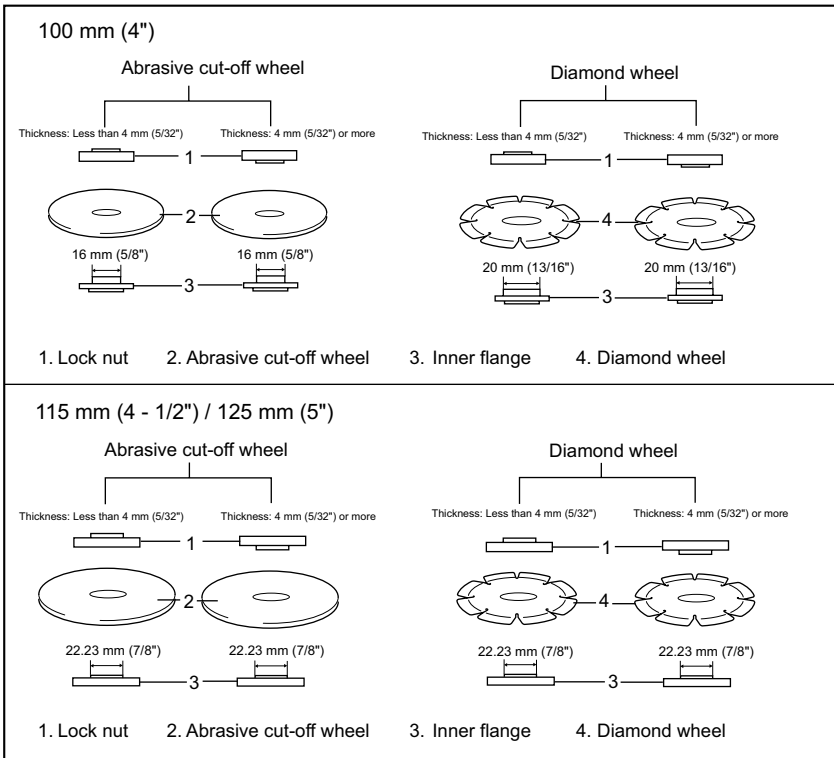 100 mm (4")
Abrasive cut-off wheel Diamond wheel
Thickness: Less than 4 mm (5/32") Thickness: 4 mm (5/32") or more Thickness: Less than 4 mm (5/32") Thickness: 4 mm (5/32") or more
1 1
2 4
16 mm (5/8") 16 mm (5/8") 20 mm (13/16") 20 mm (13/16")
3 3
1. Lock nut 2. Abrasive cut-off wheel 3. Inner flange 4. Diamond wheel
115 mm (4 - 1/2") / 125 mm (5")
Abrasive cut-off wheel Diamond wheel
Thickness: Less than 4 mm (5/32") Thickness: 4 mm (5/32") or more Thickness: Less than 4 mm (5/32") Thickness: 4 mm (5/32") or more
1 1
2 4
22.23 mm (7/8") 22.23 mm (7/8") 22.23 mm (7/8") 22.23 mm (7/8")
3 3
1. Lock nut 2. Abrasive cut-off wheel 3. Inner flange 4. Diamond wheel